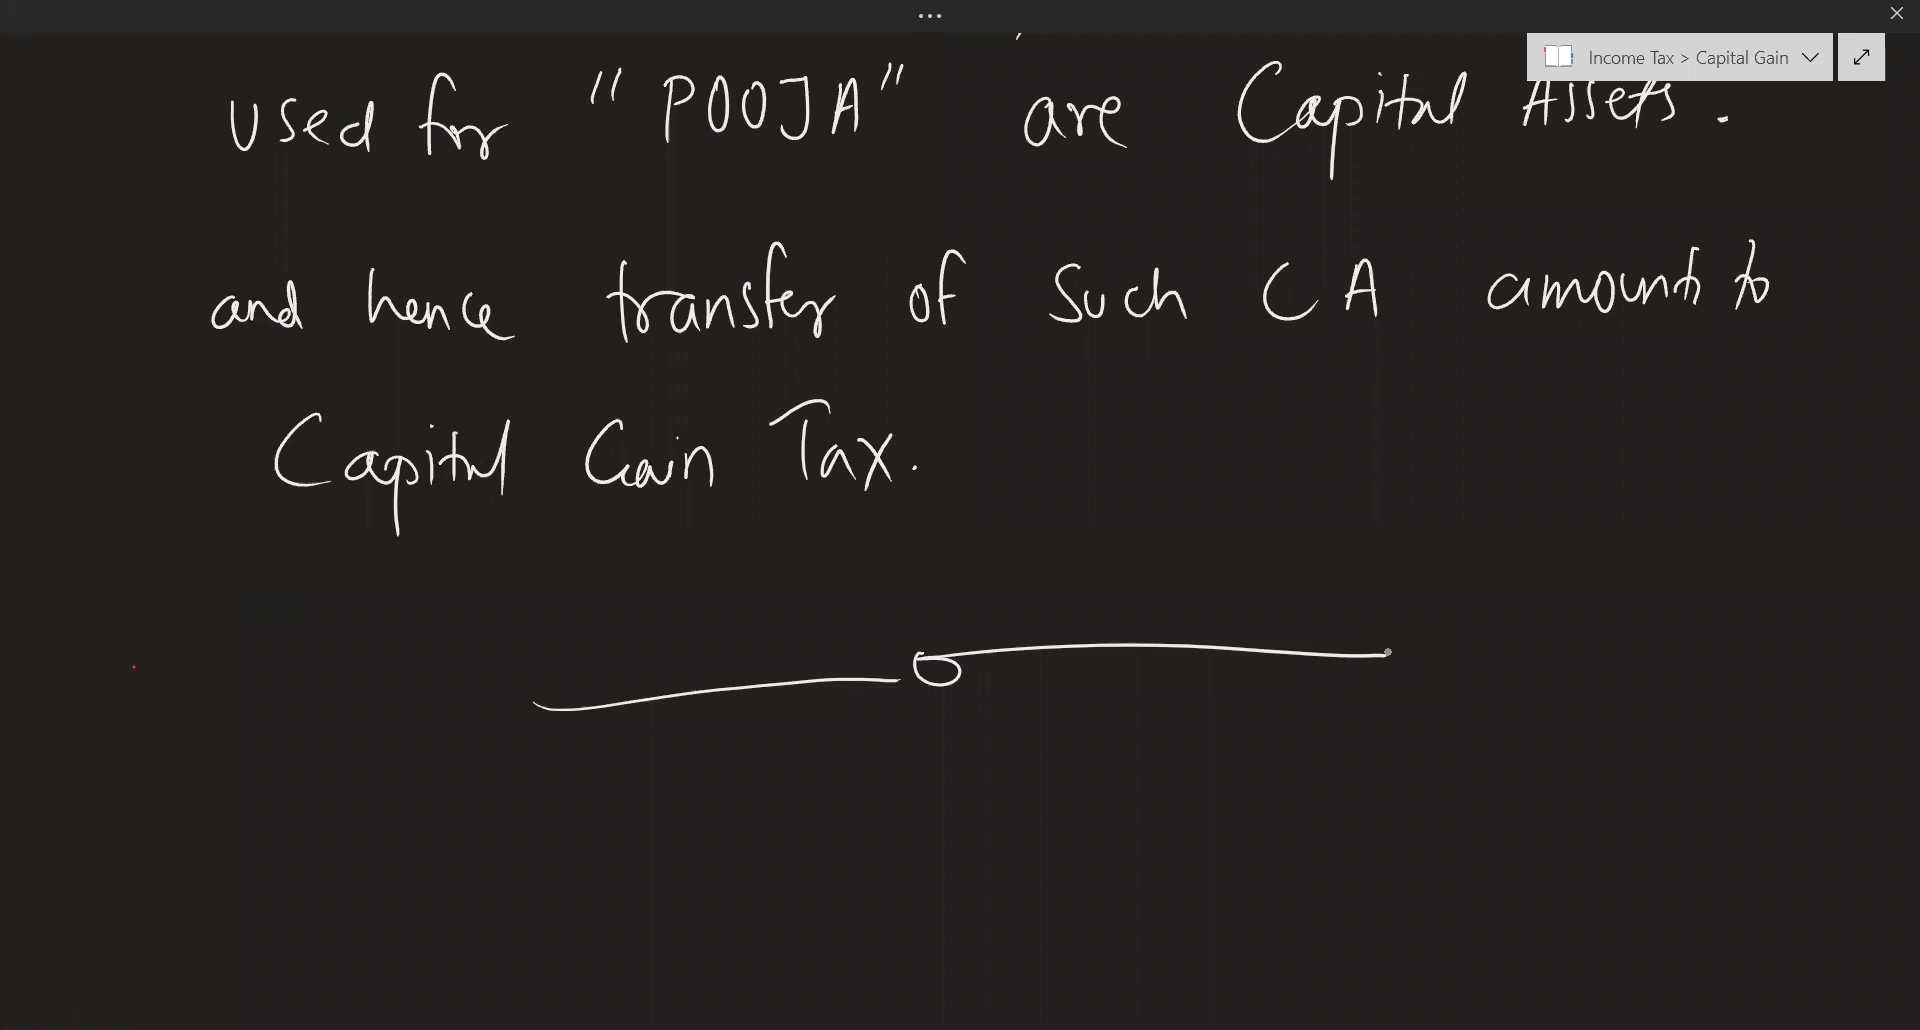 ...
Income Tax > Capital Gain
used for "POOJA" are Capital Assets.
and hence transfer of such CA amounts to
Capital Gain Tax.